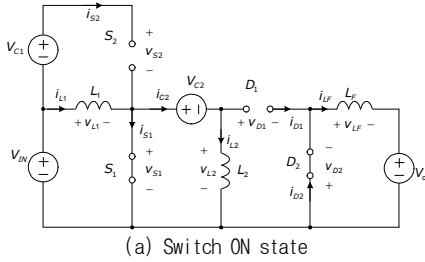 i_S2
V_C1
S_2
+
v_S2
−
i_L1
L_1
+ v_L1 −
i_C2
V_C2
+ −
D_1
+ v_D1 −
i_D1
i_LF
L_F
+ v_LF −
i_S1
S_1
+
v_S1
−
i_L2
+
v_L2
−
L_2
D_2
−
v_D2
+
i_D2
V_IN
+
−
(a) Switch ON state